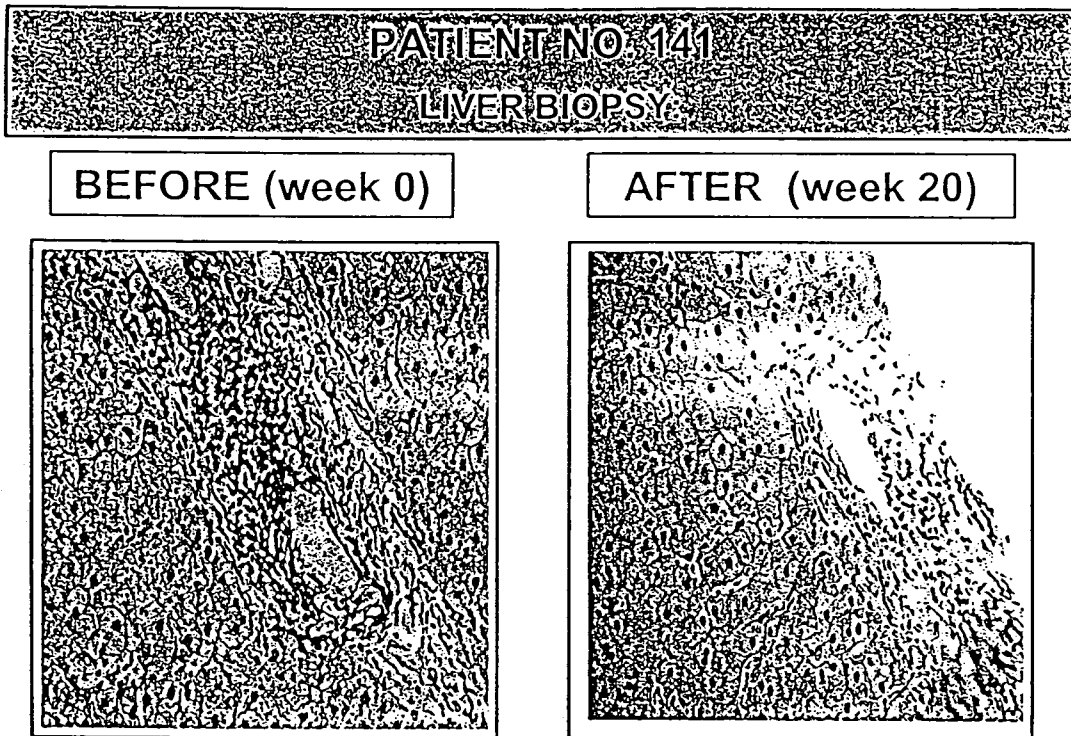 PATIENT NO. 141
LIVER BIOPSY:
BEFORE (week 0)
AFTER (week 20)